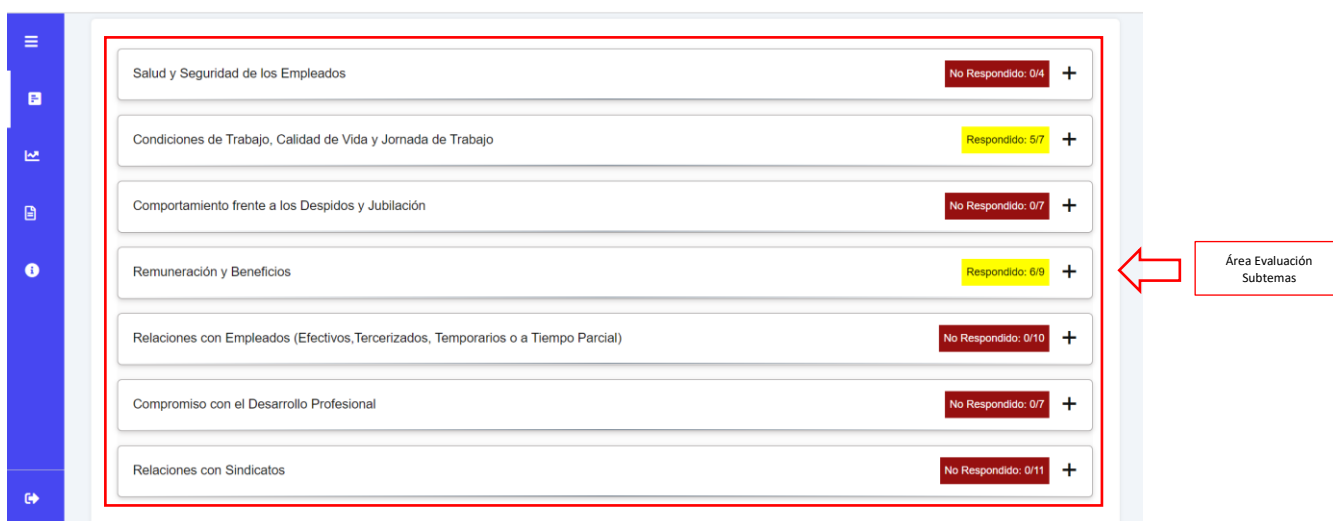 Salud y Seguridad de los Empleados
No Respondido: 0/4
Condiciones de Trabajo, Calidad de Vida y Jornada de Trabajo
Respondido: 5/7
Comportamiento frente a los Despidos y Jubilación
No Respondido: 0/7
Remuneración y Beneficios
Respondido: 6/9
Área Evaluación
Subtemas
Relaciones con Empleados (Efectivos,Tercerizados, Temporarios o a Tiempo Parcial)
No Respondido: 0/10
Compromiso con el Desarrollo Profesional
No Respondido: 0/7
Relaciones con Sindicatos
No Respondido: 0/11